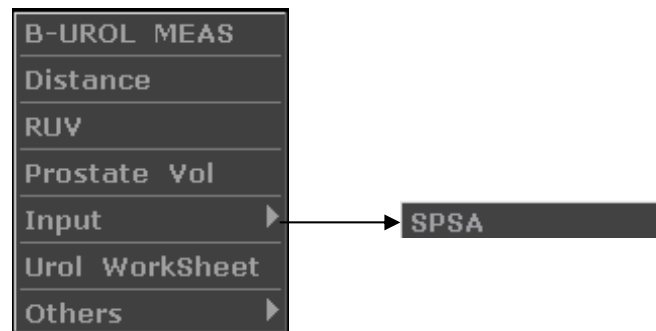 B-UROL MEAS
Distance
RUV
Prostate Vol
Input
SPSA
Urol WorkSheet
Others